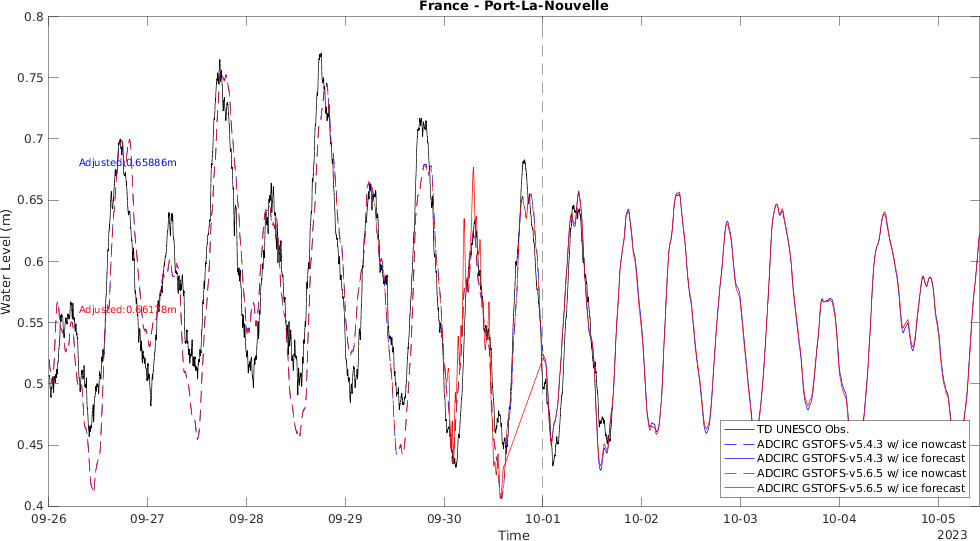 France - Port-La-Nouvelle
0.8
0.75
0.7
0.65
0.6
0.55
0.5
0.45
0.4
Water Level (m)
Adjusted:0.65886m
Adjusted:0.66178m
TD UNESCO Obs.
ADCIRC GSTOFS-v5.4.3 w/ ice nowcast
ADCIRC GSTOFS-v5.4.3 w/ ice forecast
ADCIRC GSTOFS-v5.6.5 w/ ice nowcast
ADCIRC GSTOFS-v5.6.5 w/ ice forecast
09-26 09-27 09-28 09-29 09-30 10-01 10-02 10-03 10-04 10-05
Time
2023